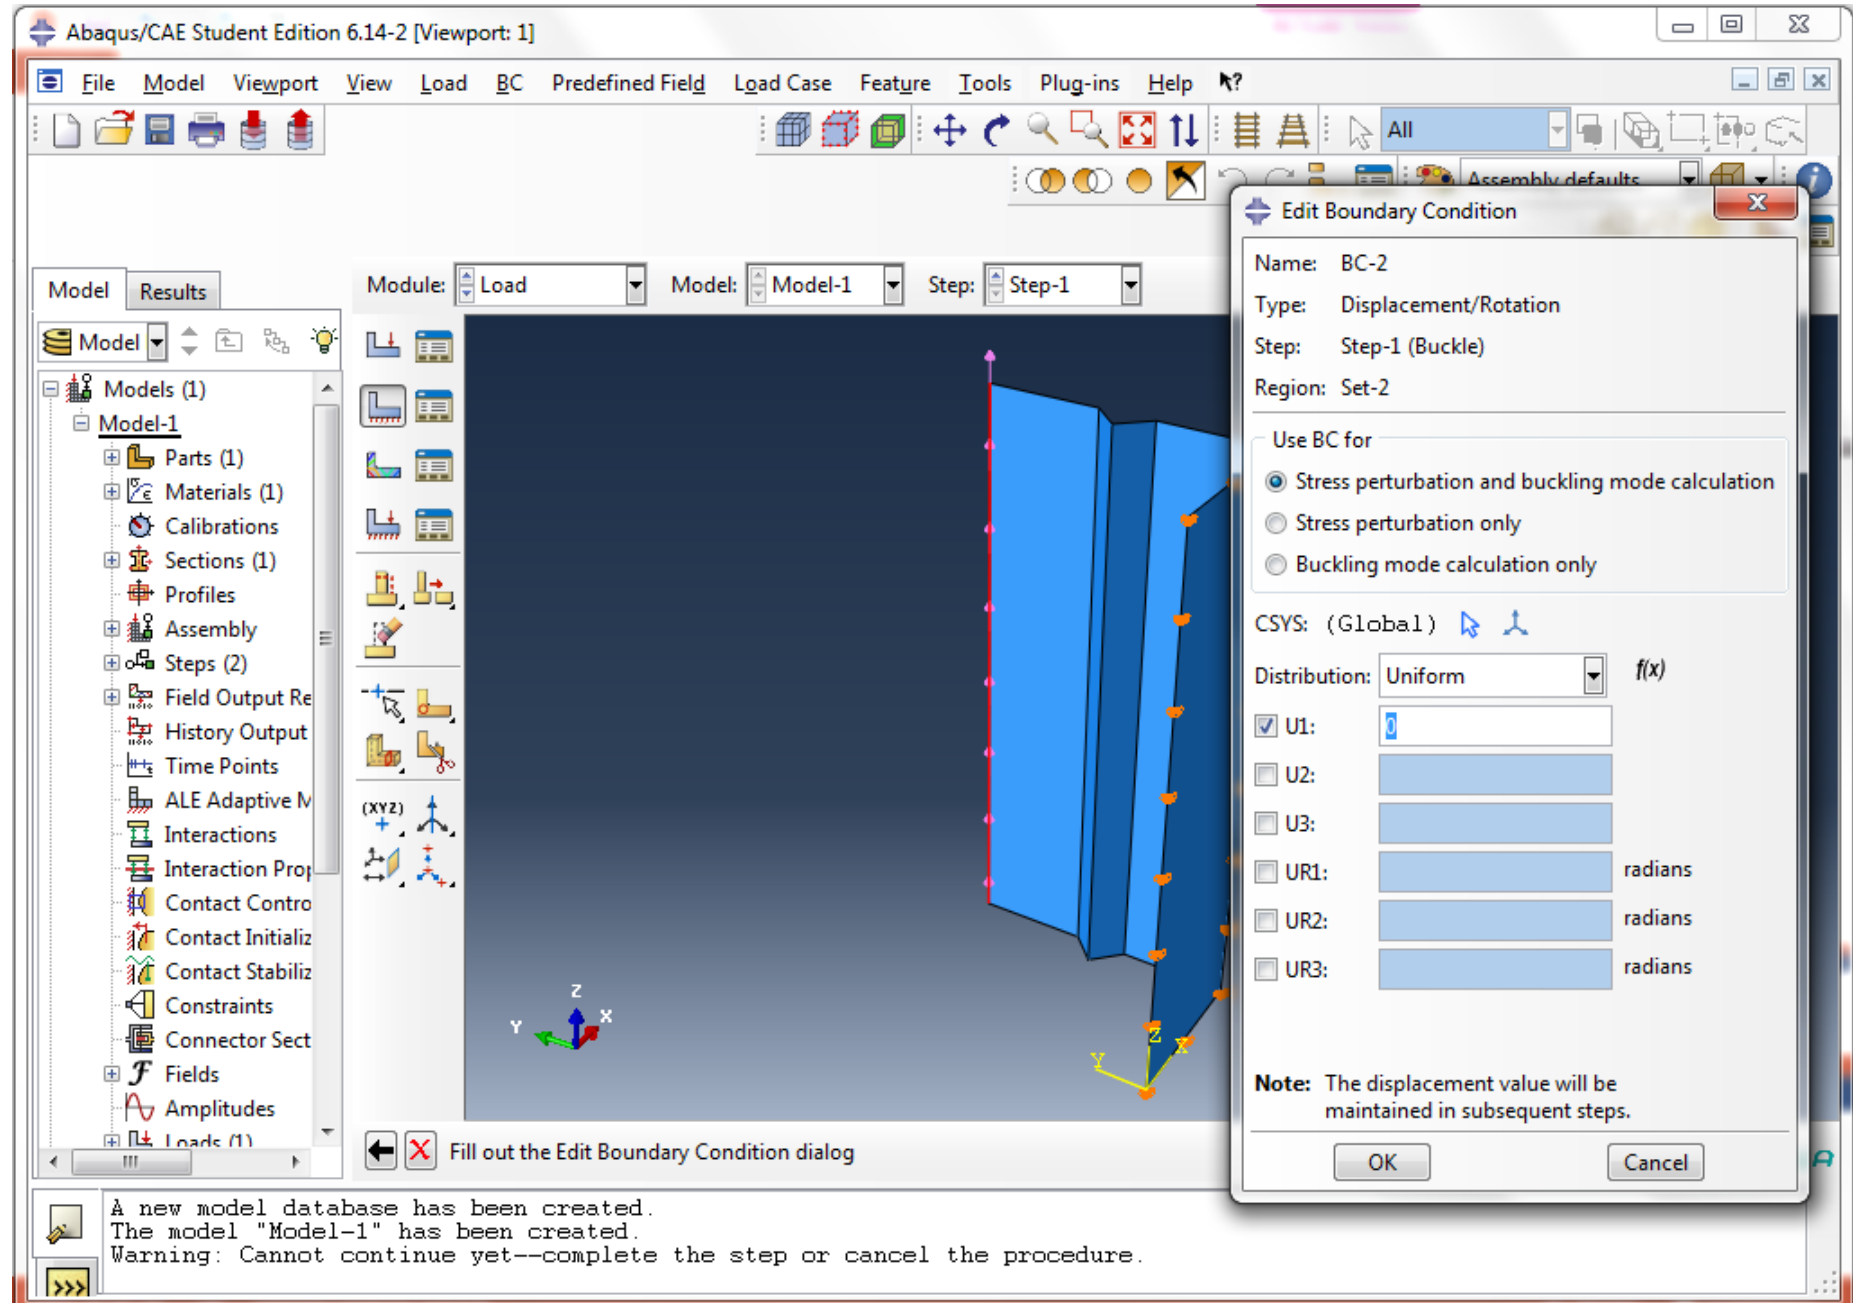 Abaqus/CAE Student Edition 6.14-2 [Viewport: 1]
File Model Viewport View Load BC Predefined Field Load Case Feature Tools Plug-ins Help ?
All
Assembly defaults
i
Model Results
Module: Load Model: Model-1 Step: Step-1
Model
Models (1)
Model-1
Parts (1)
Materials (1)
Calibrations
Sections (1)
Profiles
Assembly
Steps (2)
Field Output Re
History Output
Time Points
ALE Adaptive M
Interactions
Interaction Prop
Contact Contro
Contact Initializ
Contact Stabiliz
Constraints
Connector Sect
Fields
Amplitudes
Loads (1)
(XYZ)
Z
Y X
Z
Y X
Edit Boundary Condition
Name: BC-2
Type: Displacement/Rotation
Step: Step-1 (Buckle)
Region: Set-2
Use BC for
Stress perturbation and buckling mode calculation
Stress perturbation only
Buckling mode calculation only
CSYS: (Global)
Distribution: Uniform f(x)
U1: 0
U2:
U3:
UR1: radians
UR2: radians
UR3: radians
Note: The displacement value will be
maintained in subsequent steps.
OK Cancel
Fill out the Edit Boundary Condition dialog
A new model database has been created.
The model "Model-1" has been created.
Warning: Cannot continue yet--complete the step or cancel the procedure.
>>>